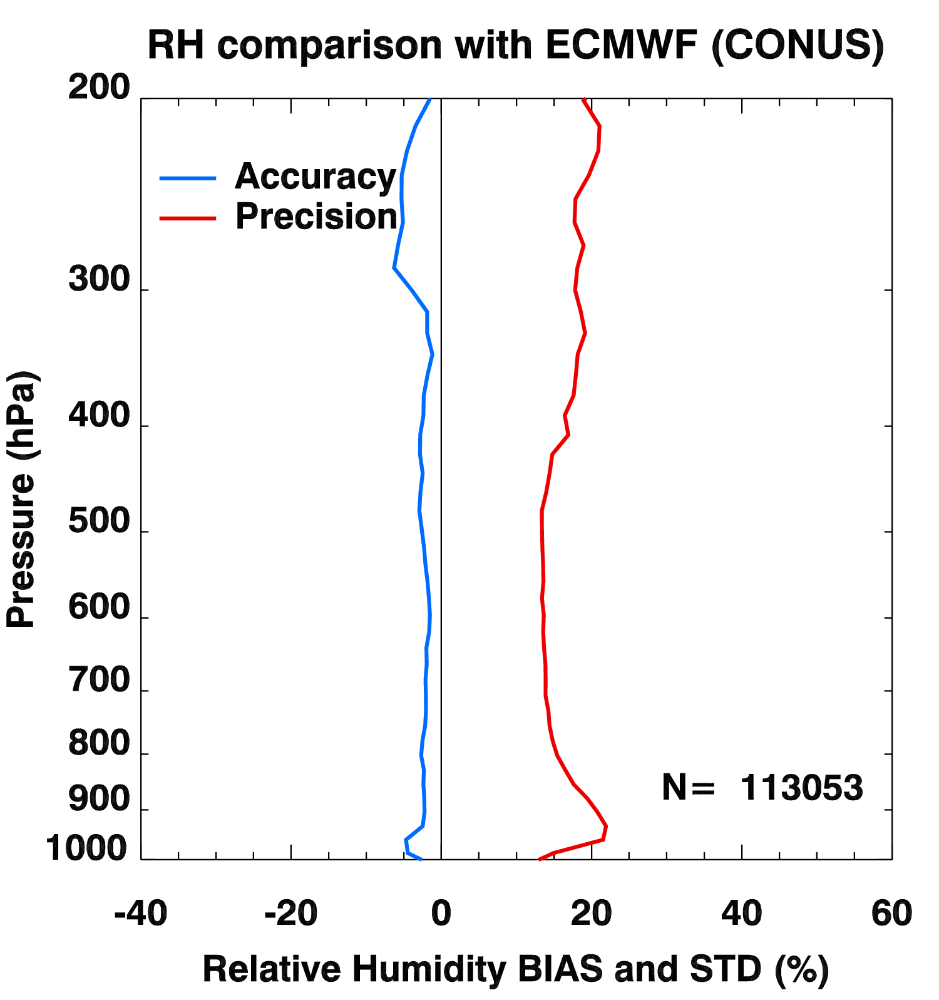 RH comparison with ECMWF (CONUS)
200
Accuracy
Precision
300
400
500
600
700
800
900
1000
Pressure (hPa)
N= 113053
-40 -20 0 20 40 60
Relative Humidity BIAS and STD (%)